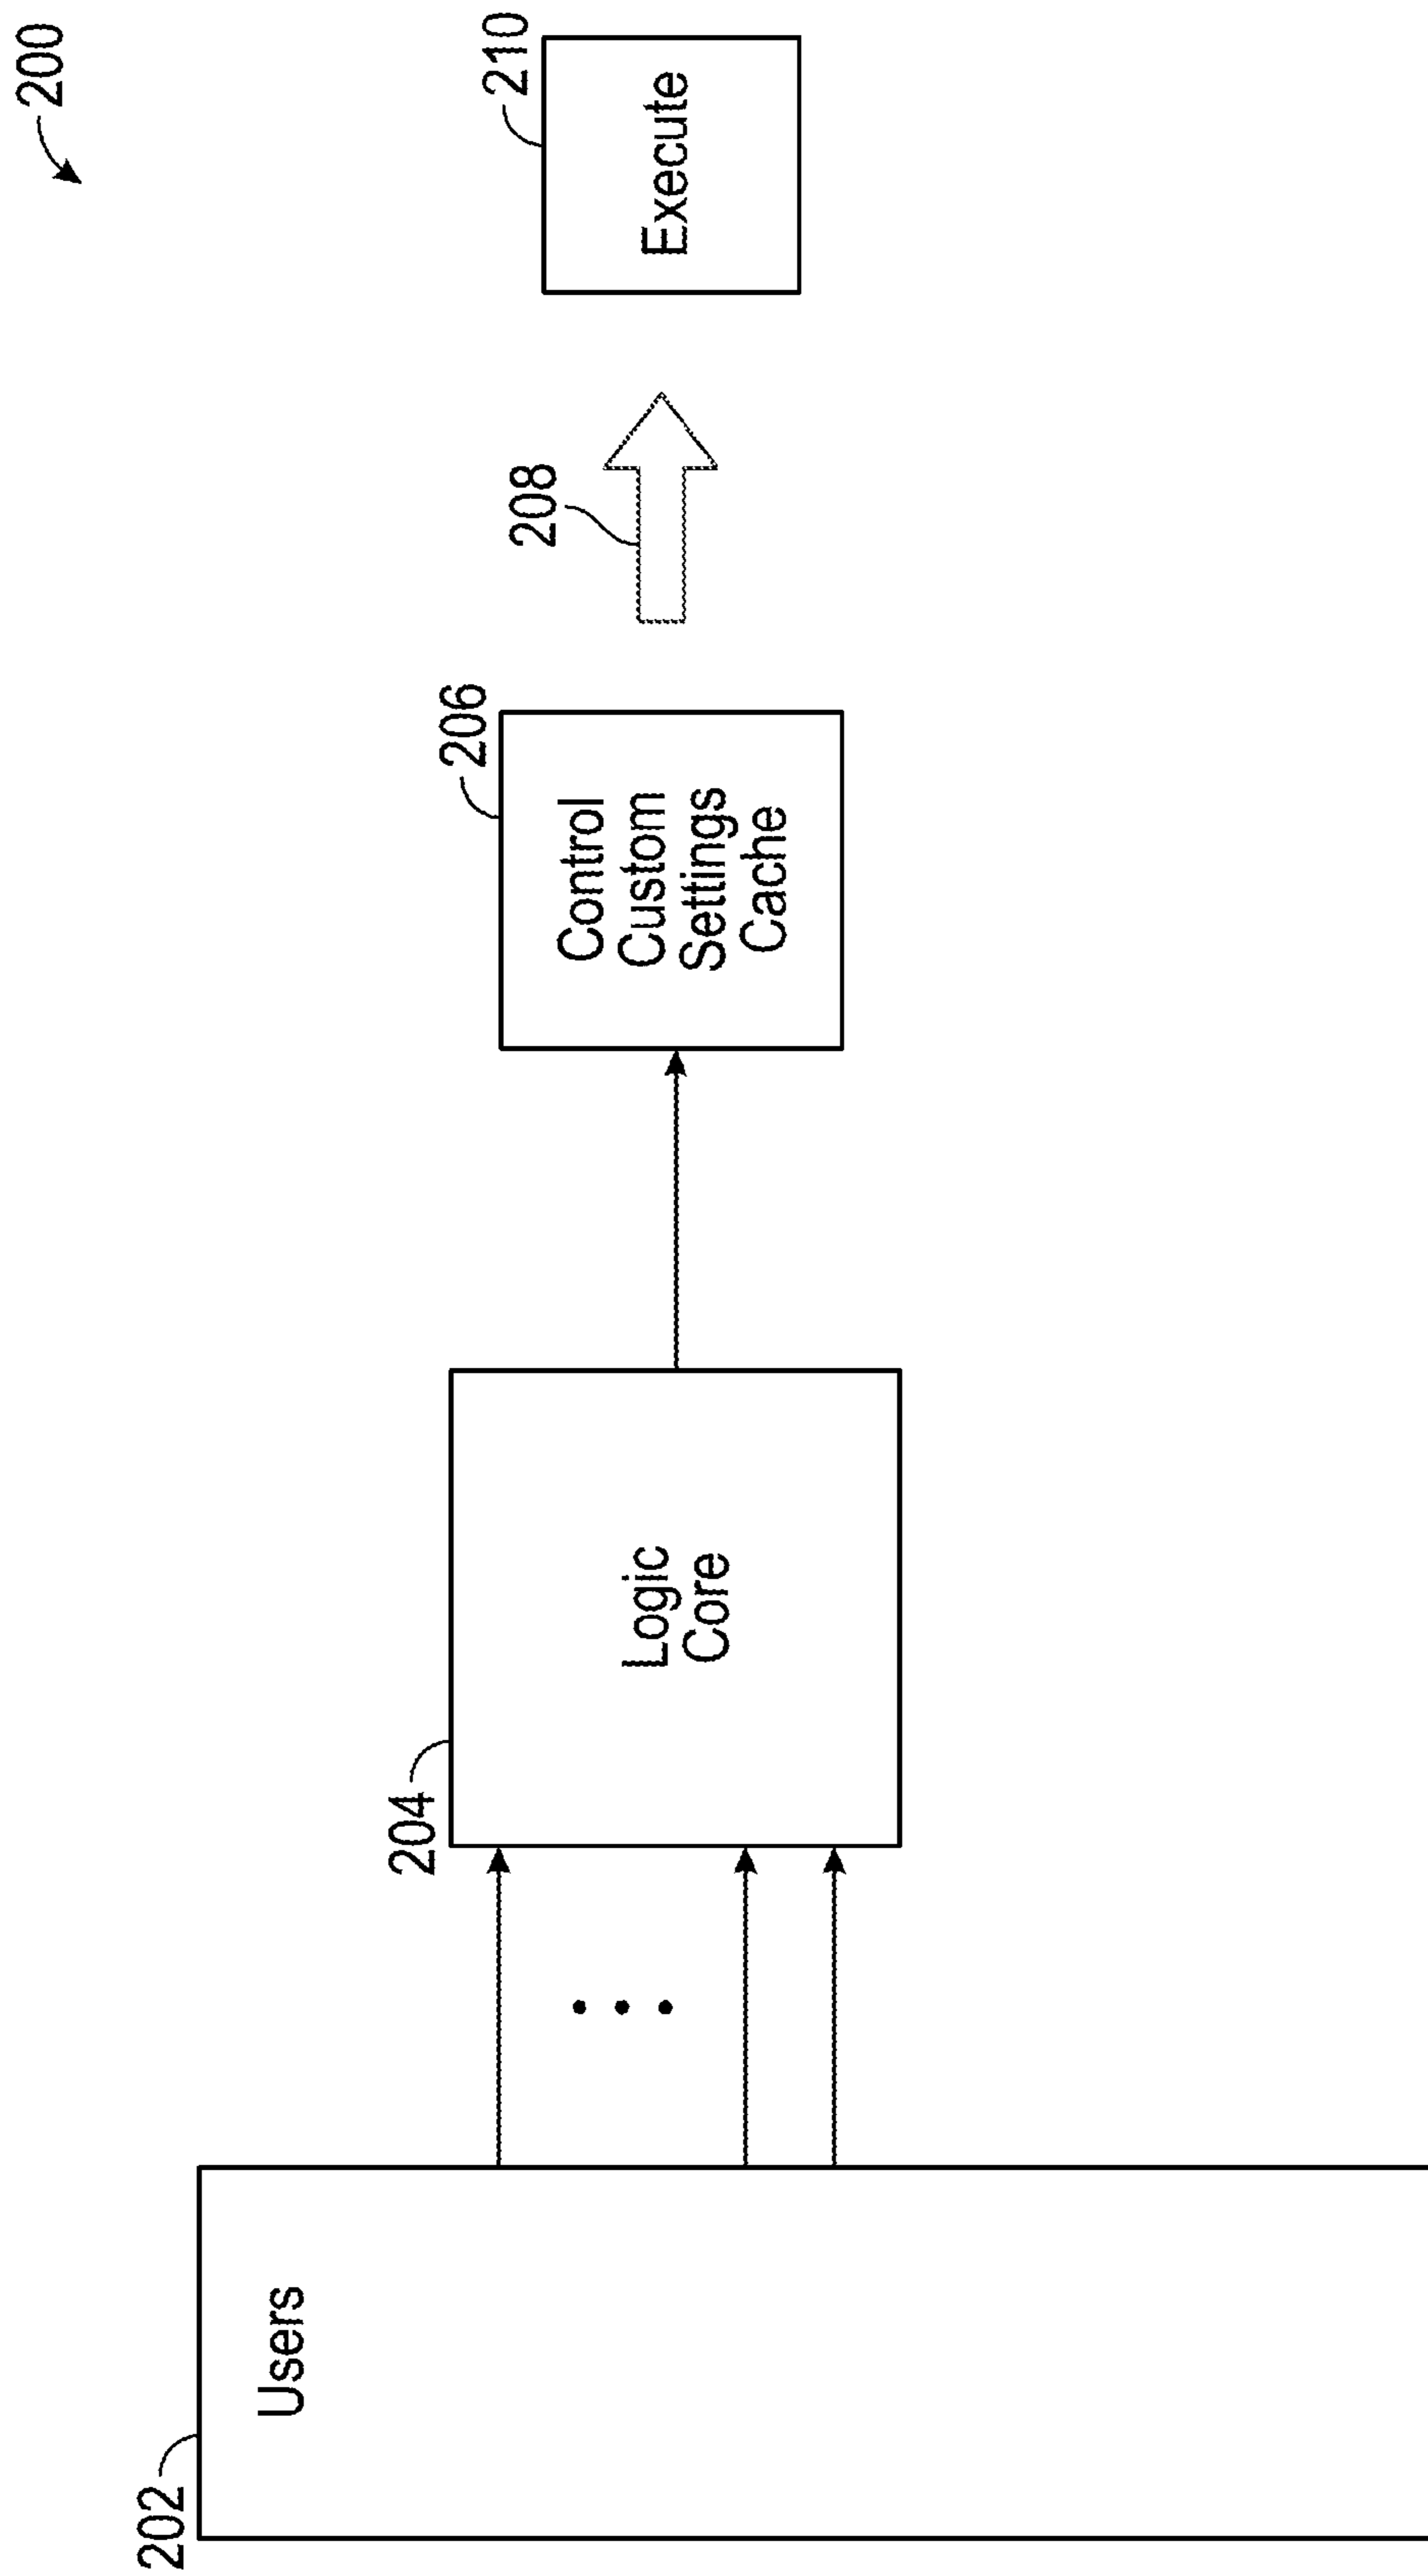 200
202
Users
204
Logic
Core
206
Control
Custom
Settings
Cache
208
210
Execute